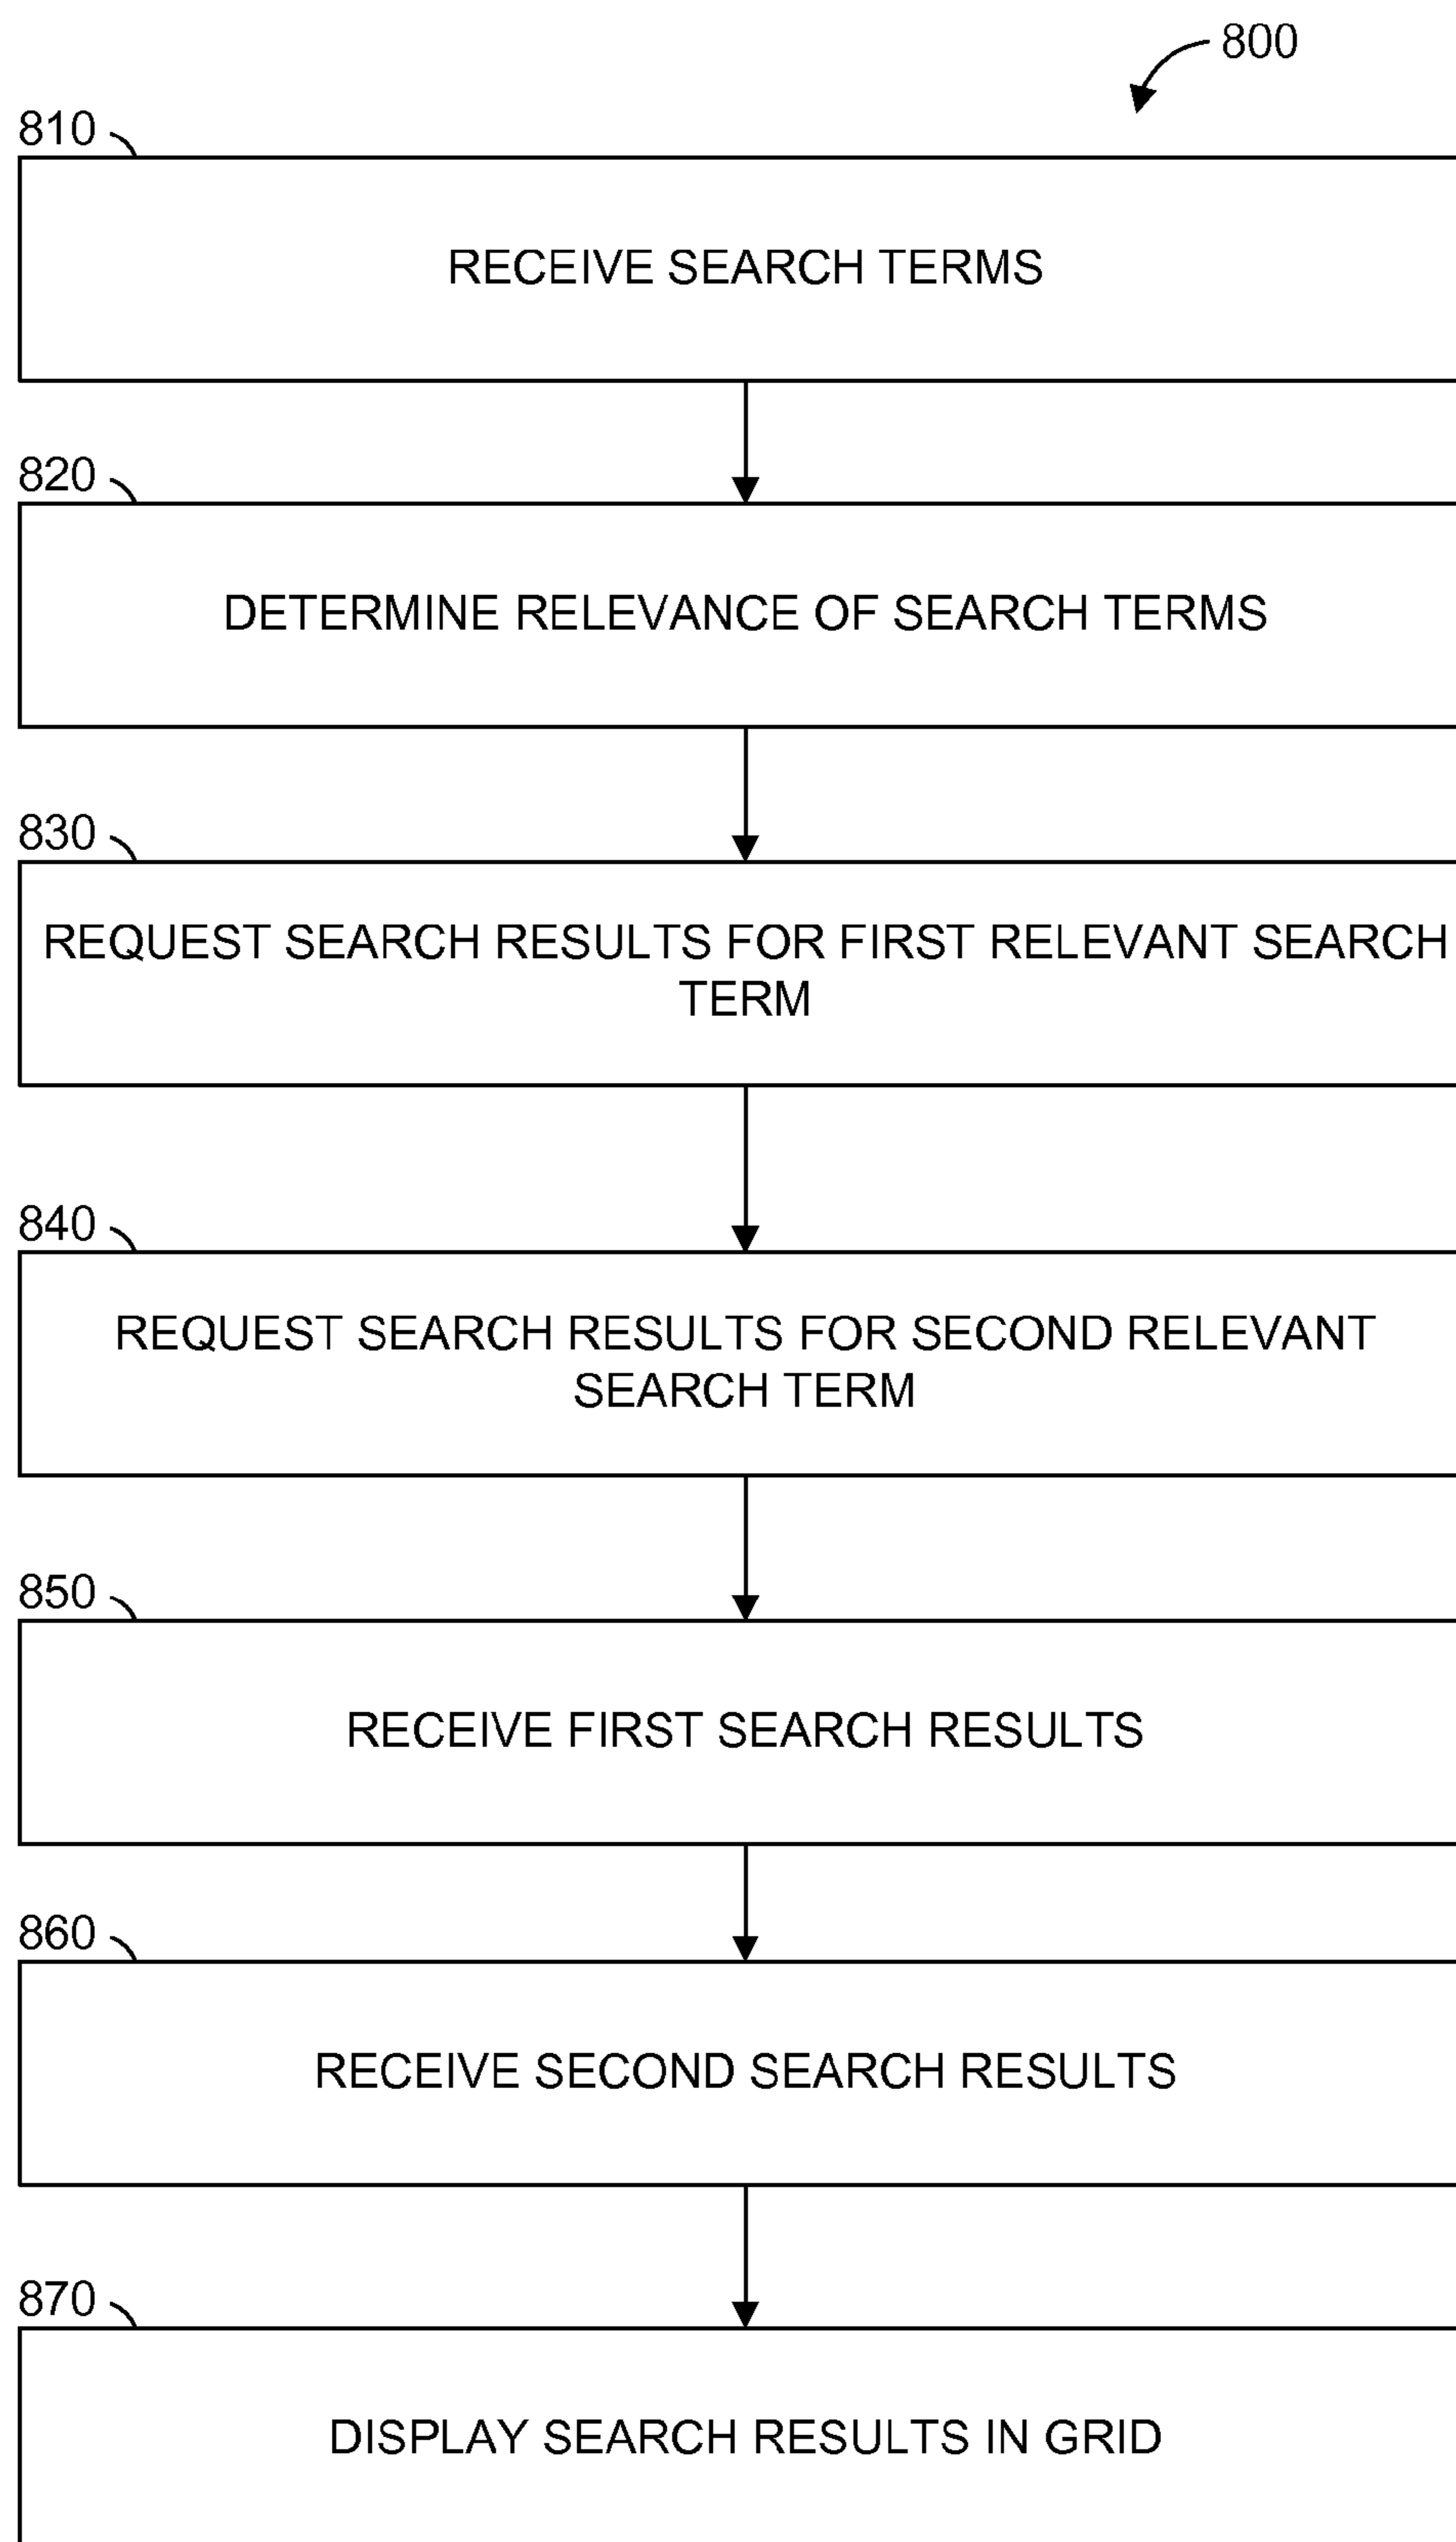 800
810
RECEIVE SEARCH TERMS
820
DETERMINE RELEVANCE OF SEARCH TERMS
830
REQUEST SEARCH RESULTS FOR FIRST RELEVANT SEARCH
TERM
840
REQUEST SEARCH RESULTS FOR SECOND RELEVANT
SEARCH TERM
850
RECEIVE FIRST SEARCH RESULTS
860
RECEIVE SECOND SEARCH RESULTS
870
DISPLAY SEARCH RESULTS IN GRID